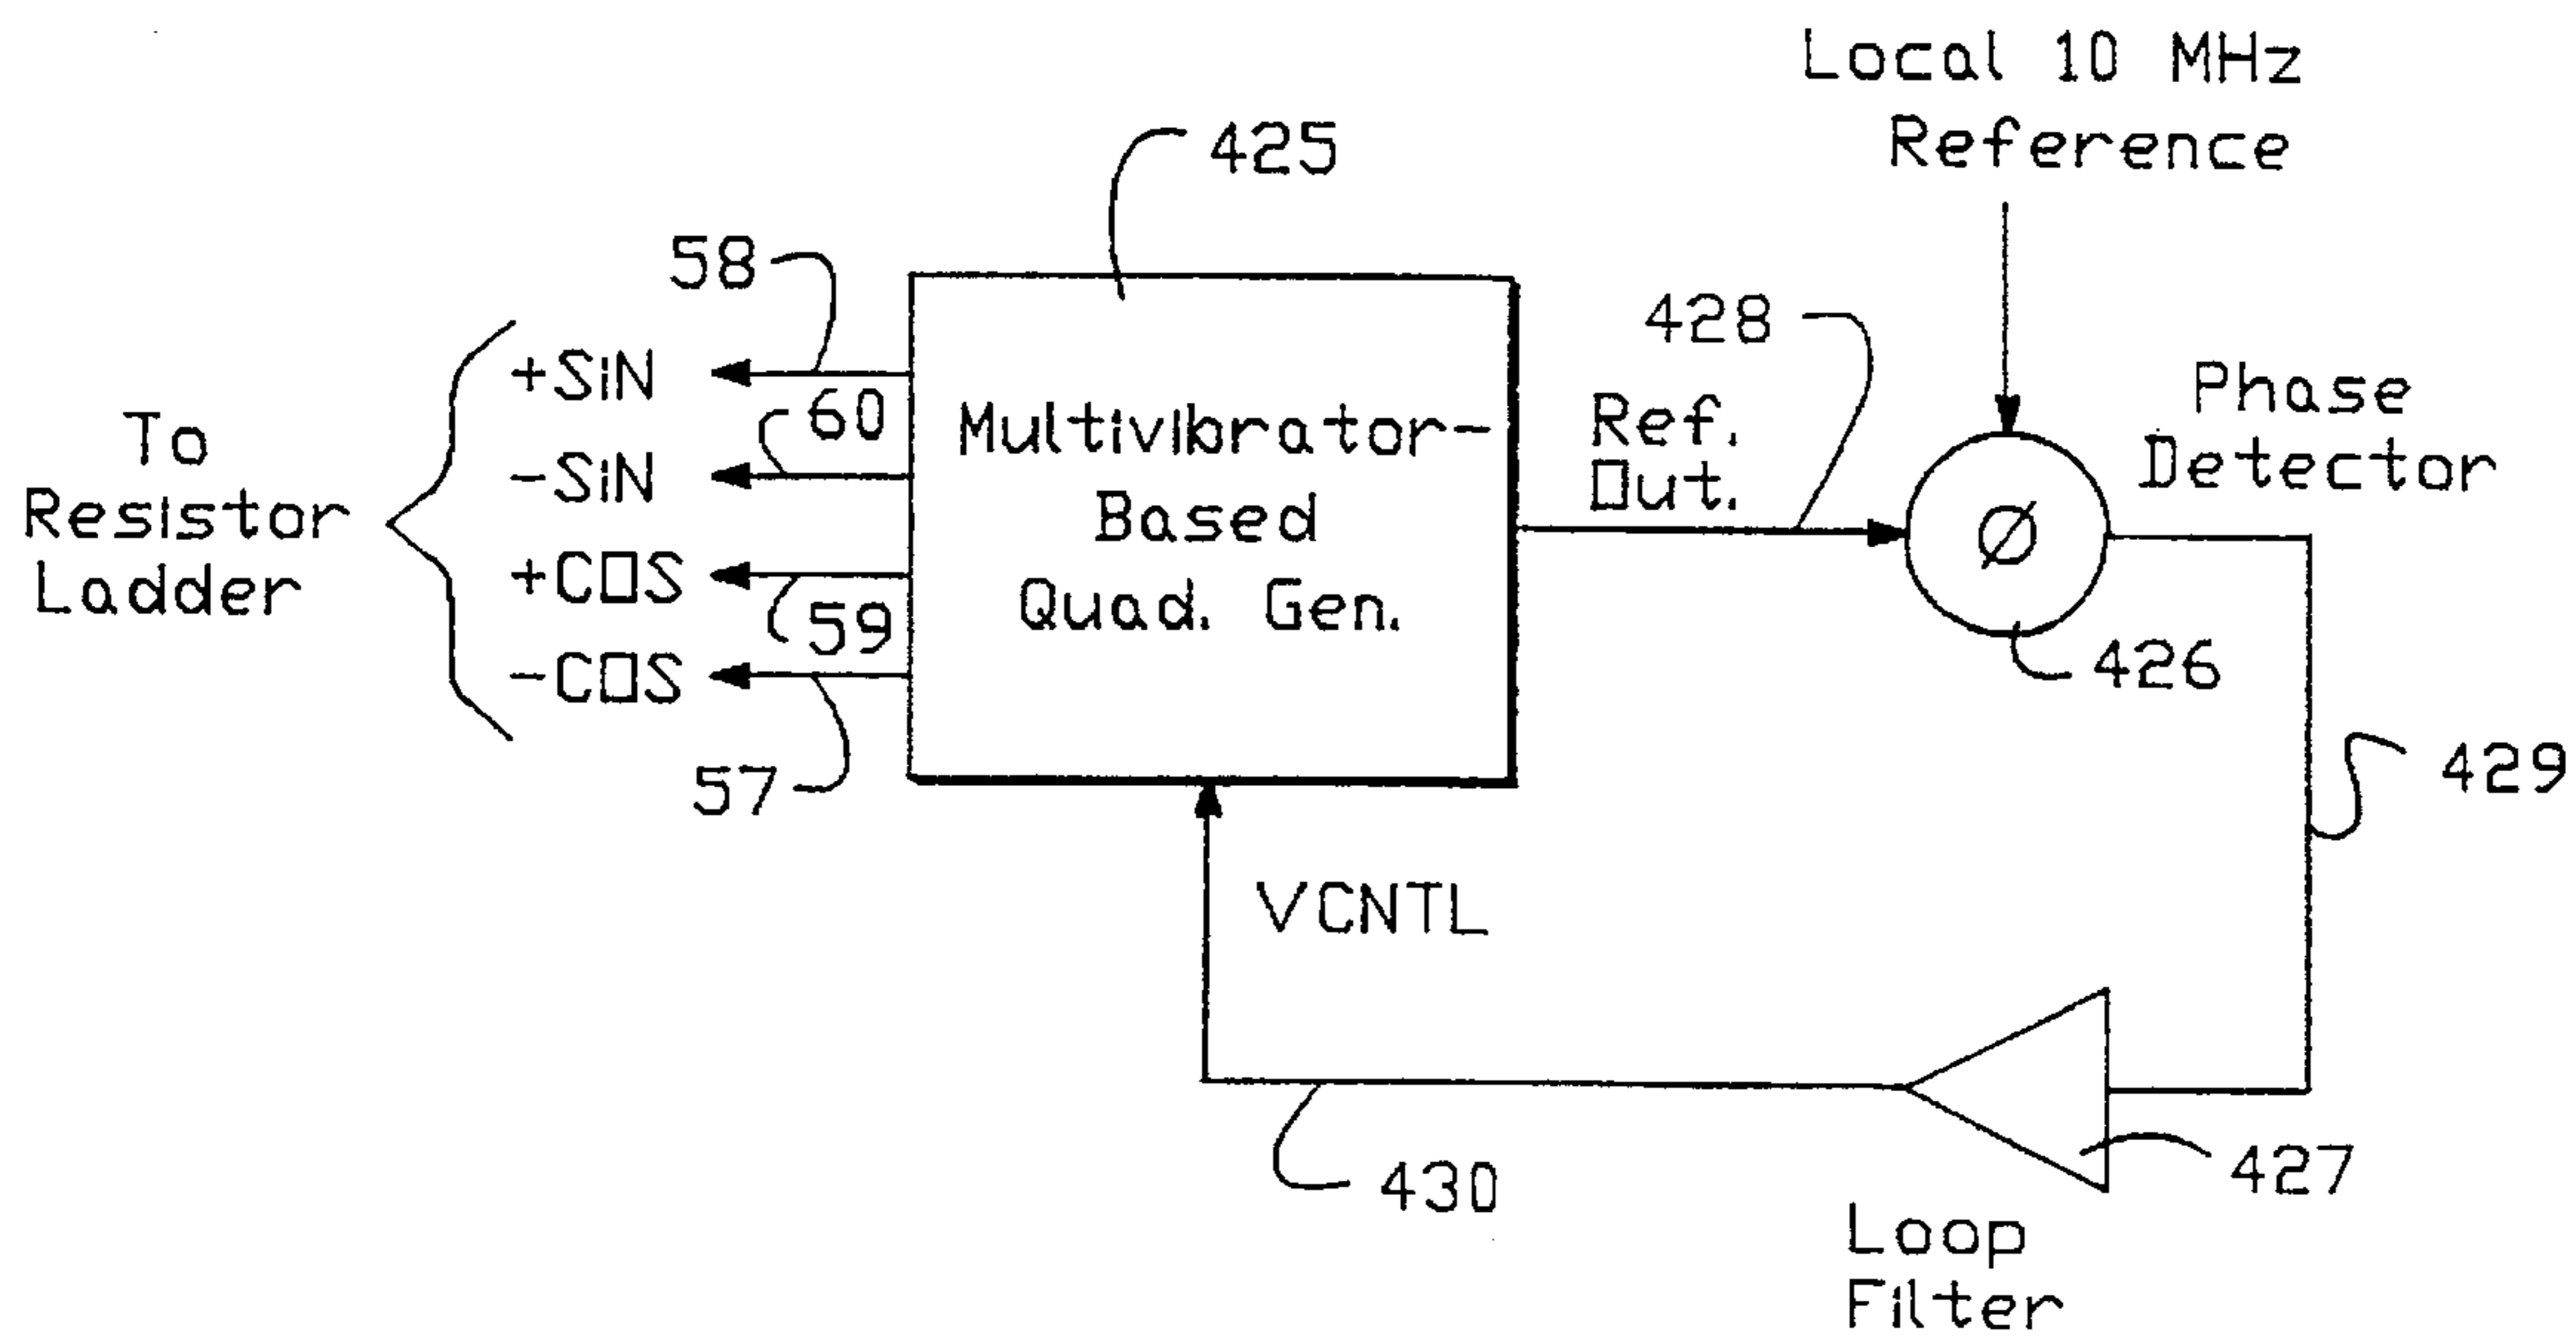 Local 10 MHz
Reference
425
58
428
+SiN
60
-SiN
+COS
59
-COS
57
To
Resistor
Ladder
Multivibrator-
Based
Quad. Gen.
Ref.
Out.
Phase
Detector
Ø
426
429
VCNTL
430
427
Loop
Filter